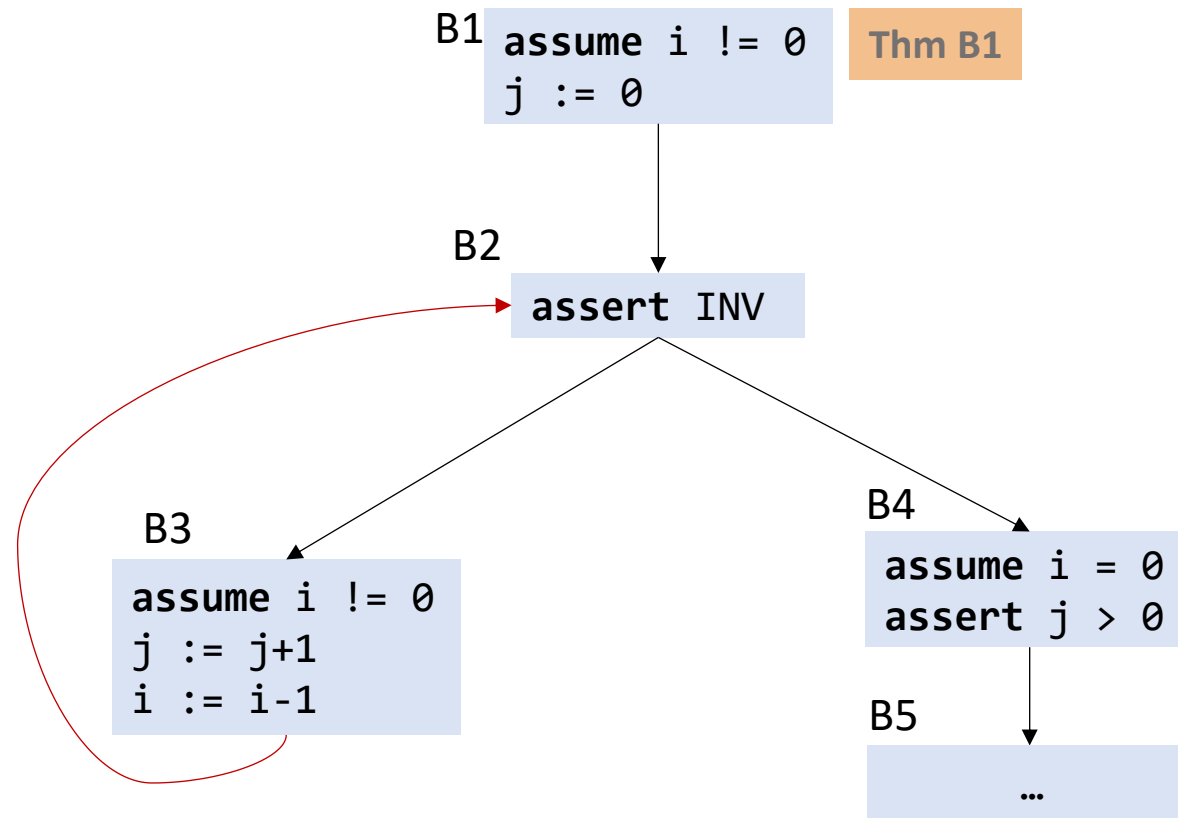 B1
assume i != 0
j := 0
Thm B1
B2
assert INV
B3
assume i != 0
j := j+1
i := i-1
B4
assume i = 0
assert j > 0
B5
…